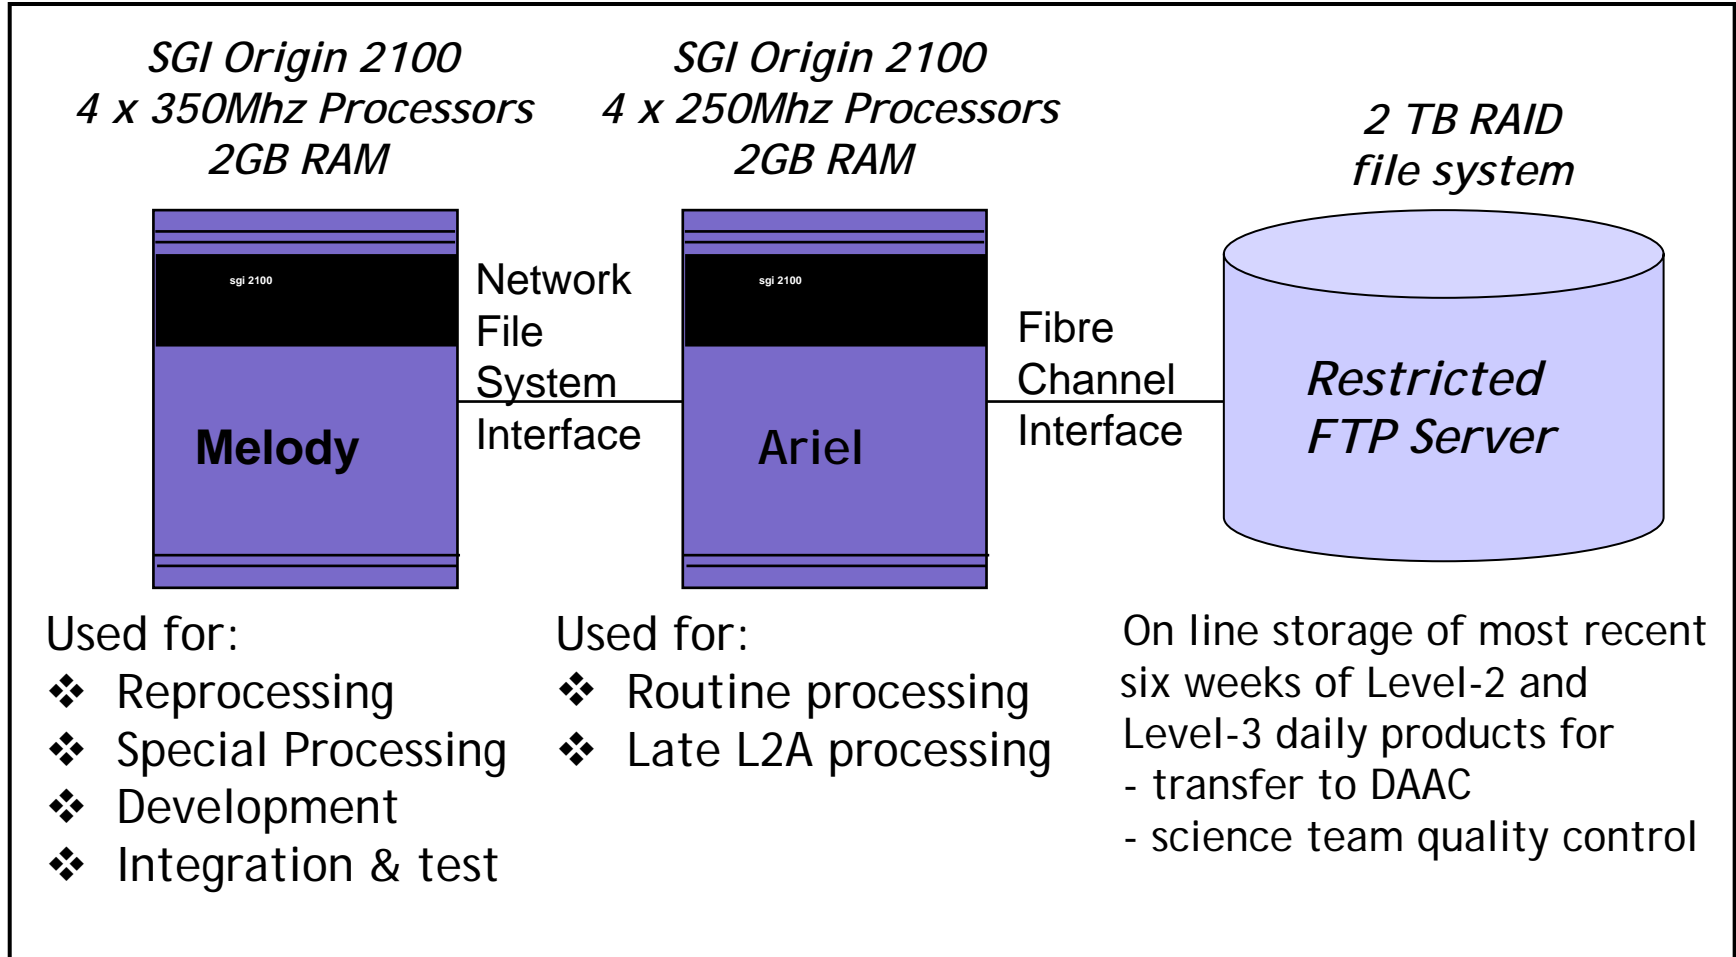 SGI Origin 2100
4 x 350Mhz Processors
2GB RAM
SGI Origin 2100
4 x 250Mhz Processors
2GB RAM
2 TB RAID
file system
sgi 2100
Melody
Network
File
System
Interface
sgi 2100
Ariel
Fibre
Channel
Interface
Restricted
FTP Server
Used for:
❖ Reprocessing
❖ Special Processing
❖ Development
❖ Integration & test
Used for:
❖ Routine processing
❖ Late L2A processing
On line storage of most recent
six weeks of Level-2 and
Level-3 daily products for
- transfer to DAAC
- science team quality control